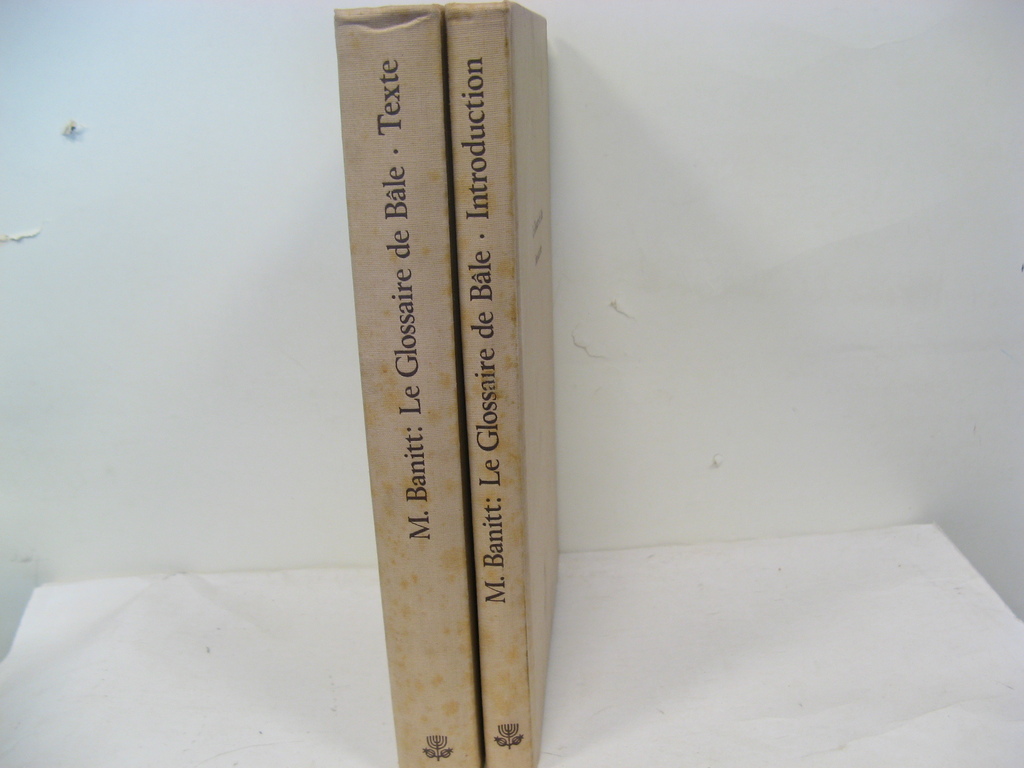 M. Banitt: Le Glossaire de Bâle · Texte
M. Banitt: Le Glossaire de Bâle · Introduction